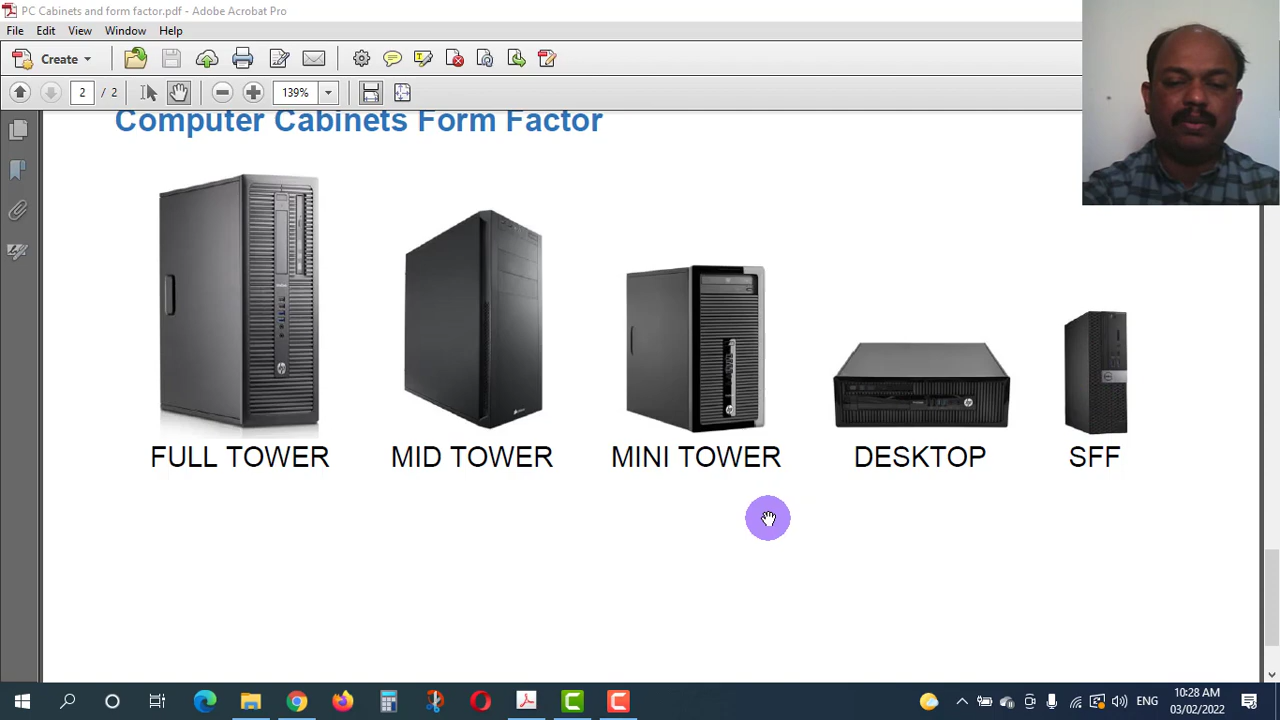 PC Cabinets and form factor.pdf - Adobe Acrobat Pro
File Edit View Window Help
Create
2 / 2 139%
Computer Cabinets Form Factor
FULL TOWER MID TOWER MINI TOWER DESKTOP SFF
ENG
10:28 AM
03/02/2022